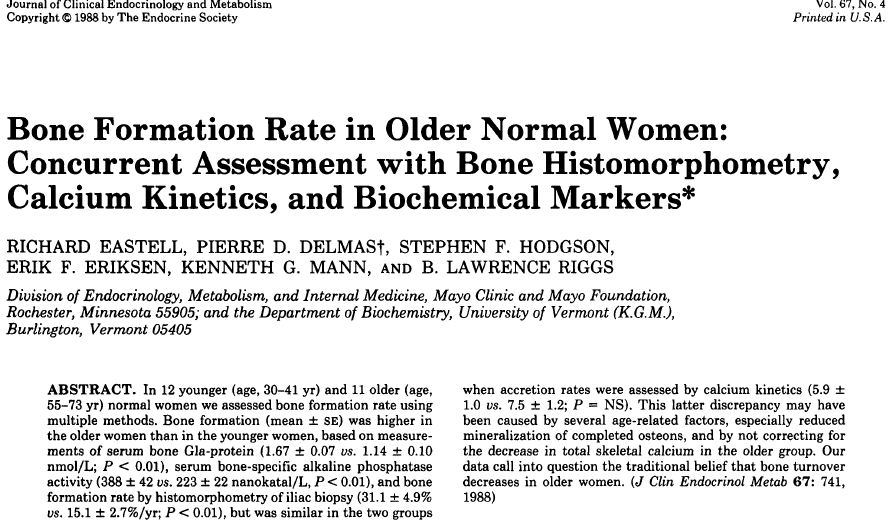 Journal of Clinical Endocrinology and Metabolism
Copyright © 1988 by The Endocrine Society
Vol. 67, No. 4
Printed in U.S.A.
Bone Formation Rate in Older Normal Women:
Concurrent Assessment with Bone Histomorphometry,
Calcium Kinetics, and Biochemical Markers*
RICHARD EASTELL, PIERRE D. DELMAS†, STEPHEN F. HODGSON,
ERIK F. ERIKSEN, KENNETH G. MANN, AND B. LAWRENCE RIGGS
Division of Endocrinology, Metabolism, and Internal Medicine, Mayo Clinic and Mayo Foundation,
Rochester, Minnesota 55905; and the Department of Biochemistry, University of Vermont (K.G.M.),
Burlington, Vermont 05405
ABSTRACT. In 12 younger (age, 30–41 yr) and 11 older (age,
55–73 yr) normal women we assessed bone formation rate using
multiple methods. Bone formation (mean ± SE) was higher in
the older women than in the younger women, based on measure-
ments of serum bone Gla-protein (1.67 ± 0.07 vs. 1.14 ± 0.10
nmol/L; P < 0.01), serum bone-specific alkaline phosphatase
activity (388 ± 42 vs. 223 ± 22 nanokatal/L, P < 0.01), and bone
formation rate by histomorphometry of iliac biopsy (31.1 ± 4.9%
vs. 15.1 ± 2.7%/yr; P < 0.01), but was similar in the two groups
when accretion rates were assessed by calcium kinetics (5.9 ±
1.0 vs. 7.5 ± 1.2; P = NS). This latter discrepancy may have
been caused by several age-related factors, especially reduced
mineralization of completed osteons, and by not correcting for
the decrease in total skeletal calcium in the older group. Our
data call into question the traditional belief that bone turnover
decreases in older women. (J Clin Endocrinol Metab 67: 741,
1988)